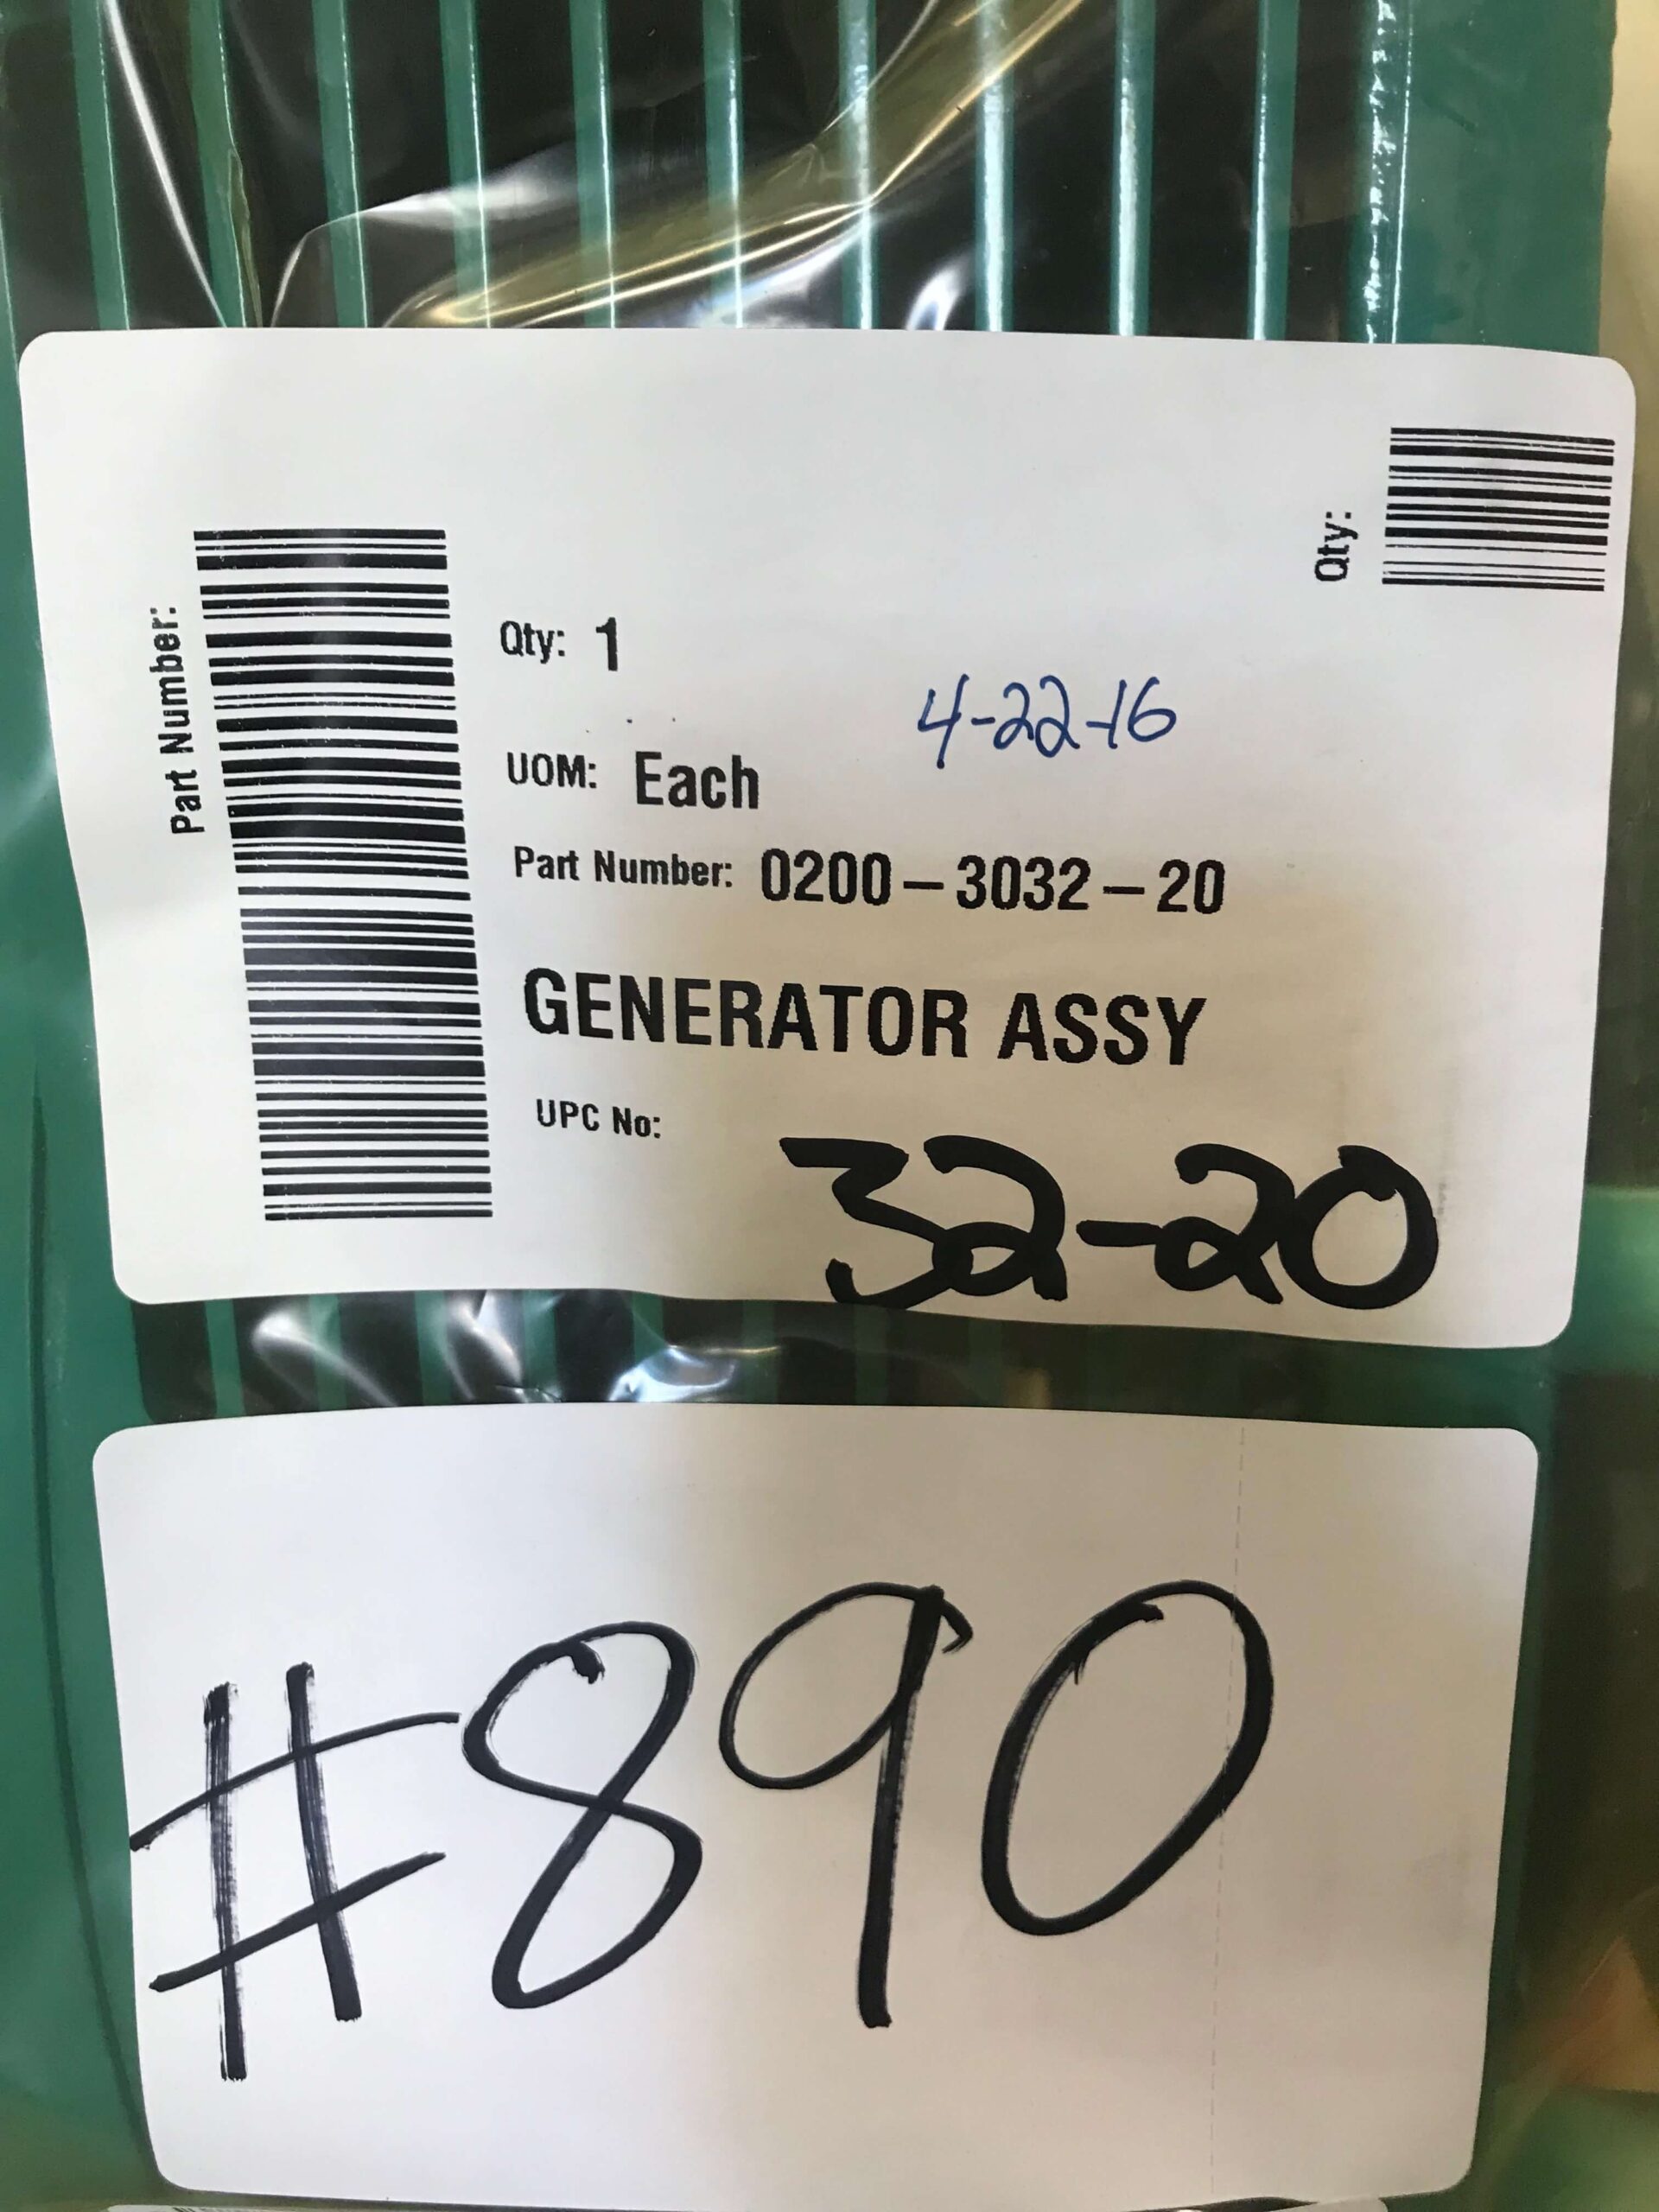 Part Number:
Qty:
Qty: 1
4-22-16
UOM: Each
Part Number: 0200-3032-20
GENERATOR ASSY
UPC No:
32-20
#890